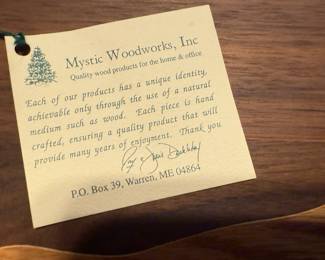 Mystic Woodworks, Inc
Quality wood products for the home & office
Each of our products has a unique identity,
achievable only through the use of a natural
medium such as wood. Each piece is hand
crafted, ensuring a quality product that will
provide many years of enjoyment. Thank you
P.O. Box 39, Warren, ME 04864